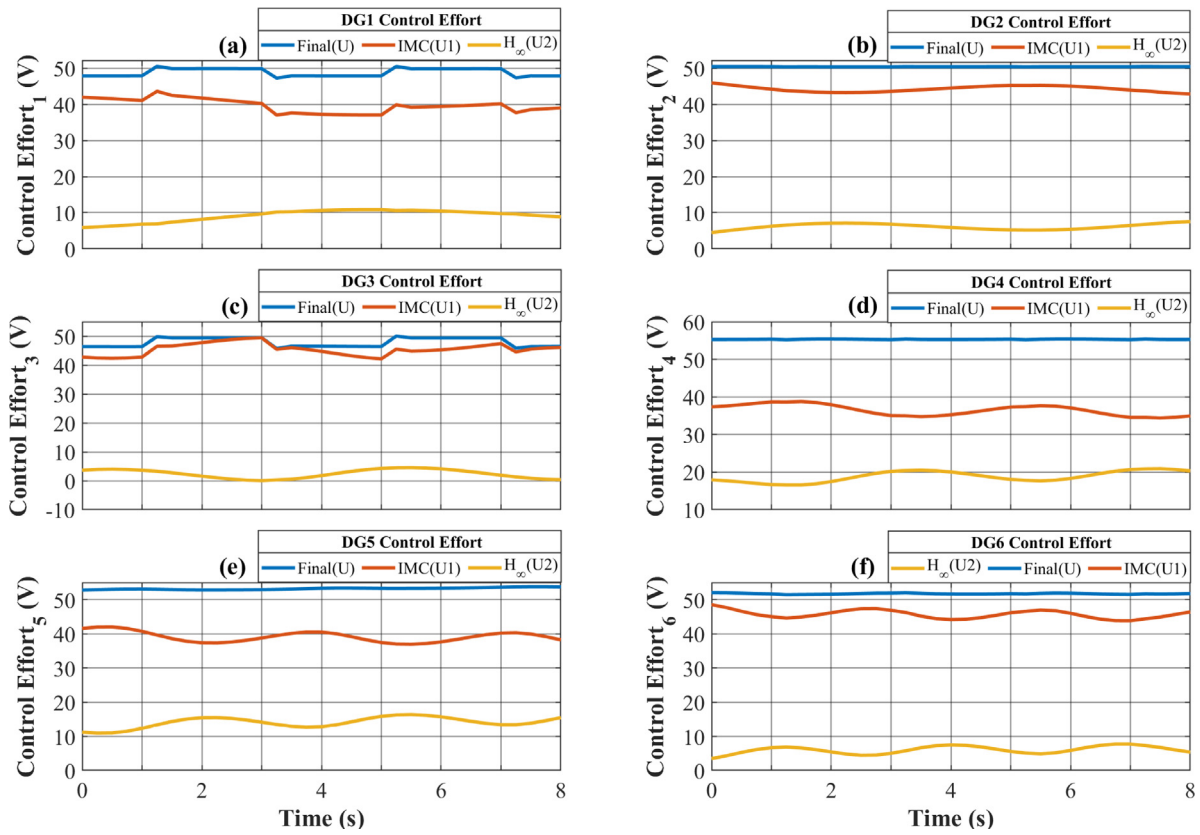 DG1 Control Effort
(a)
Final(U) IMC(U1) H∞(U2)
50
40
30
20
10
0
Control Effort1 (V)
DG2 Control Effort
(b)
Final(U) IMC(U1) H∞(U2)
50
40
30
20
10
0
Control Effort2 (V)
DG3 Control Effort
(c)
Final(U) IMC(U1) H∞(U2)
50
40
30
20
10
0
-10
Control Effort3 (V)
DG4 Control Effort
(d)
Final(U) IMC(U1) H∞(U2)
60
50
40
30
20
10
Control Effort4 (V)
DG5 Control Effort
(e)
Final(U) IMC(U1) H∞(U2)
50
40
30
20
10
0
Control Effort5 (V)
0 2 4 6 8
Time (s)
DG6 Control Effort
(f)
H∞(U2) Final(U) IMC(U1)
50
40
30
20
10
0
Control Effort6 (V)
0 2 4 6 8
Time (s)